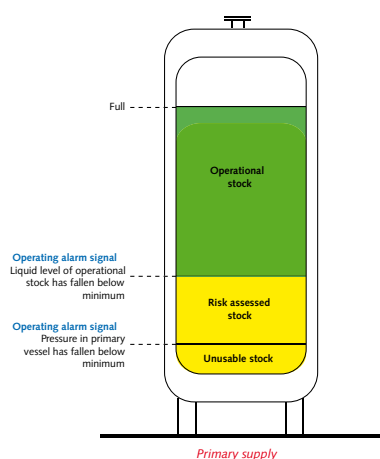 Full
Operational
stock
Operating alarm signal
Liquid level of operational
stock has fallen below
minimum
Risk assessed
stock
Operating alarm signal
Pressure in primary
vessel has fallen below
minimum
Unusable stock
Primary supply